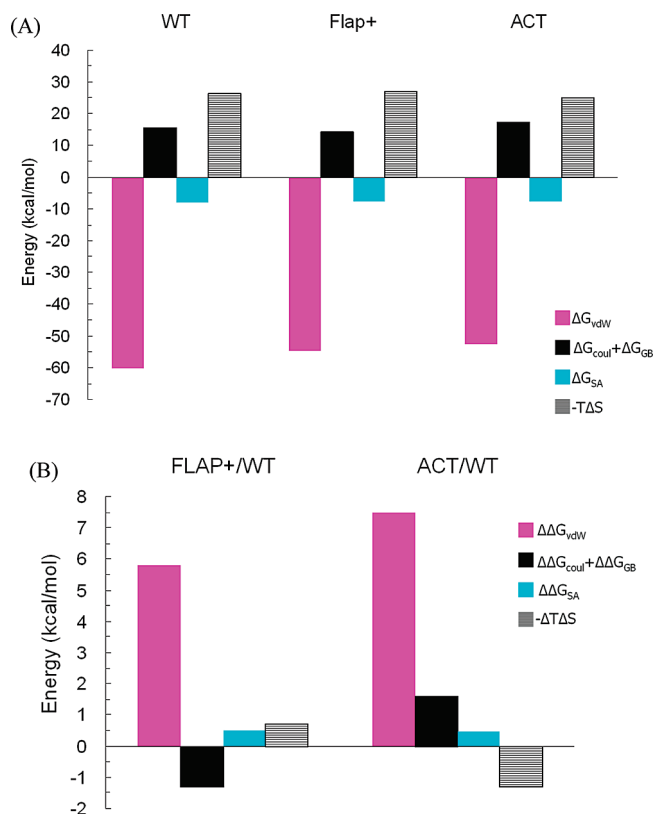 (A)
WT Flap+ ACT
Energy (kcal/mol)
40
30
20
10
0
-10
-20
-30
-40
-50
-60
-70
ΔGvdW
ΔGcoul+ΔGGB
ΔGSA
-TΔS
(B)
FLAP+/WT ACT/WT
Energy (kcal/mol)
8
7
6
5
4
3
2
1
0
-1
-2
ΔΔGvdW
ΔΔGcoul+ΔΔGGB
ΔΔGSA
-ΔTΔS